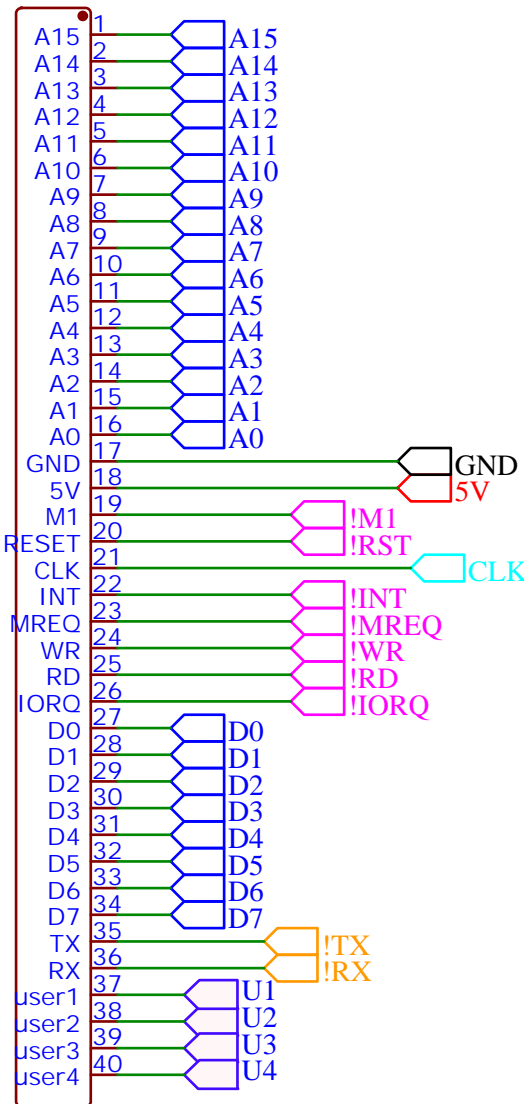 A15 1 A15
A14 2 A14
A13 3 A13
A12 4 A12
A11 5 A11
A10 6 A10
A9 7 A9
A8 8 A8
A7 9 A7
A6 10 A6
A5 11 A5
A4 12 A4
A3 13 A3
A2 14 A2
A1 15 A1
A0 16 A0
GND 17 GND
5V 18 5V
M1 19 !M1
RESET 20 !RST
CLK 21 CLK
INT 22 !INT
MREQ 23 !MREQ
WR 24 !WR
RD 25 !RD
IORQ 26 !IORQ
D0 27 D0
D1 28 D1
D2 29 D2
D3 30 D3
D4 31 D4
D5 32 D5
D6 33 D6
D7 34 D7
TX 35 !TX
RX 36 !RX
user1 37 U1
user2 38 U2
user3 39 U3
user4 40 U4